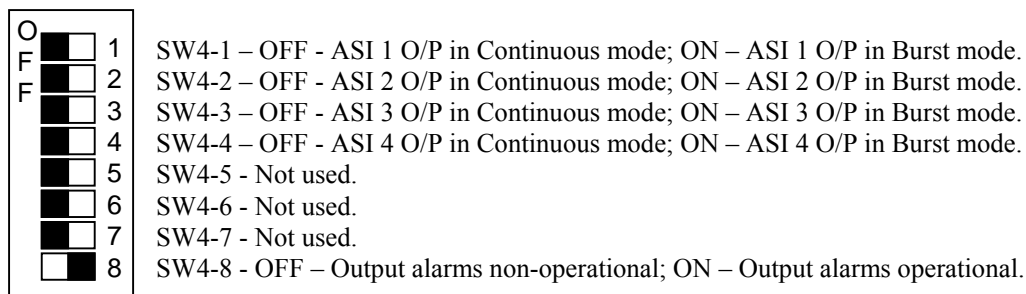 OFF
1 SW4-1 – OFF - ASI 1 O/P in Continuous mode; ON – ASI 1 O/P in Burst mode.
2 SW4-2 – OFF - ASI 2 O/P in Continuous mode; ON – ASI 2 O/P in Burst mode.
3 SW4-3 – OFF - ASI 3 O/P in Continuous mode; ON – ASI 3 O/P in Burst mode.
4 SW4-4 – OFF - ASI 4 O/P in Continuous mode; ON – ASI 4 O/P in Burst mode.
5 SW4-5 - Not used.
6 SW4-6 - Not used.
7 SW4-7 - Not used.
8 SW4-8 - OFF – Output alarms non-operational; ON – Output alarms operational.